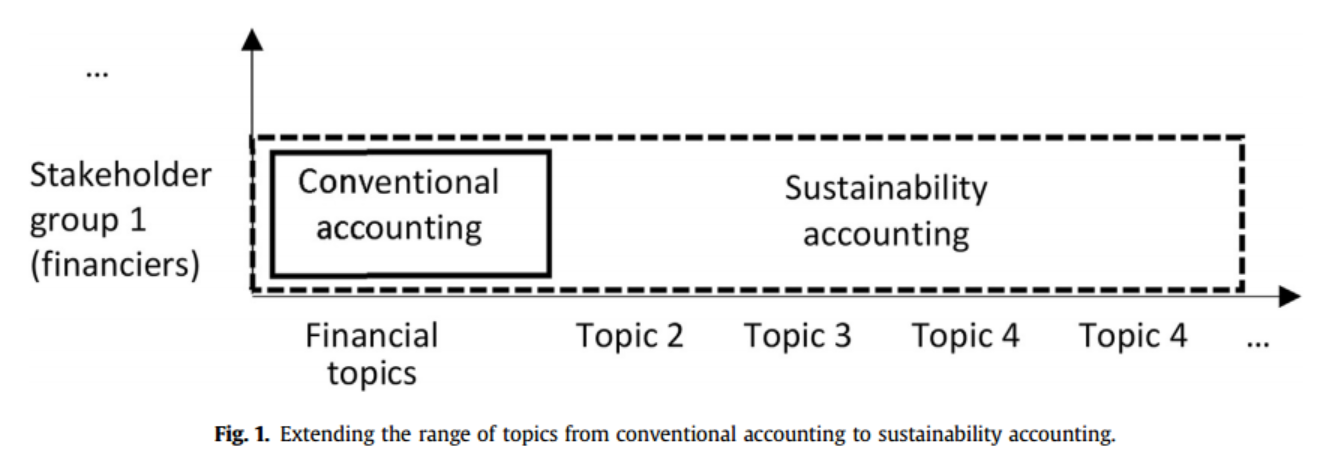 ...
Stakeholder
group 1
(financiers)
Conventional
accounting
Sustainability
accounting
Financial
topics
Topic 2
Topic 3
Topic 4
Topic 4
...
Fig. 1. Extending the range of topics from conventional accounting to sustainability accounting.